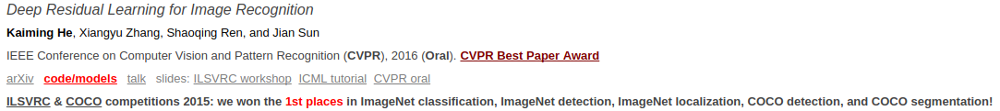 Deep Residual Learning for Image Recognition
Kaiming He, Xiangyu Zhang, Shaoqing Ren, and Jian Sun
IEEE Conference on Computer Vision and Pattern Recognition (CVPR), 2016 (Oral). CVPR Best Paper Award
arXiv code/models talk slides: ILSVRC workshop ICML tutorial CVPR oral
ILSVRC & COCO competitions 2015: we won the 1st places in ImageNet classification, ImageNet detection, ImageNet localization, COCO detection, and COCO segmentation!